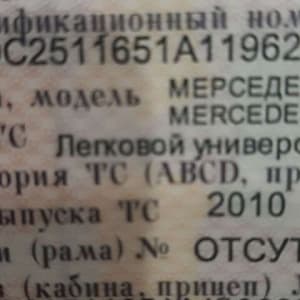 ификационный ном
DC2511651A11962
, модель МЕРСЕДЕ
MERCEDE
ТС Легковой универс
ория ТС (ABCD, пр
ыпуска ТС 2010
и (рама) № ОТСУТ
в (кабина, прицеп)